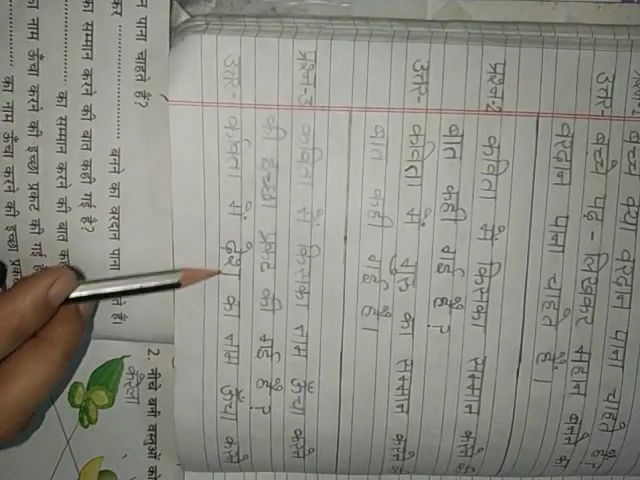 प्रश्न-1 बच्चे क्या वरदान पाना चाहते हैं?
उत्तर- बच्चे पढ़-लिखकर महान बनने का
वरदान पाना चाहते हैं।
प्रश्न-2 कविता में किसका सम्मान करने की
बात कही गई है?
उत्तर- कविता में गुरु का सम्मान करने की
बात कही गई है।
प्रश्न-3 कविता में किसका नाम ऊँचा करने
की इच्छा प्रकट की गई है?
उत्तर- कविता में देश का नाम ऊँचा करने
पाना चाहते हैं?
बनने का वरदान पाना
हैं।
सम्मान करने की बात कही गई है?
का सम्मान करने की बात
नाम ऊँचा करने की इच्छा प्रकट की गई
का नाम ऊँचा करने की इच्छा
2. नीचे बनी वस्तुओं को
करेला